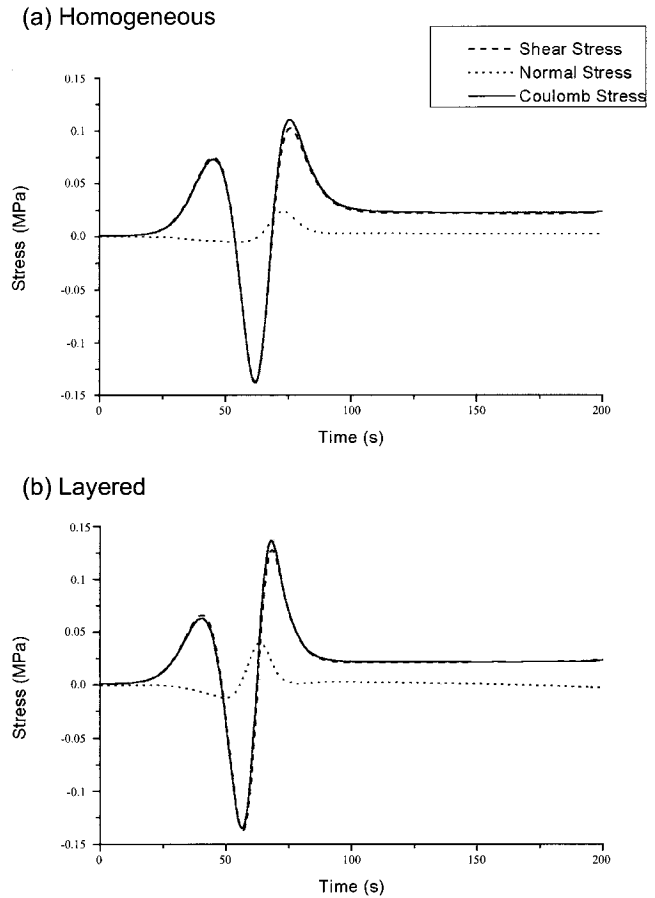 (a) Homogeneous
Shear Stress
Normal Stress
Coulomb Stress
0.15
0.1
0.05
0.0
-0.05
-0.1
-0.15
Stress (MPa)
0 50 100 150 200
Time (s)
(b) Layered
0.15
0.1
0.05
0.0
-0.05
-0.1
-0.15
Stress (MPa)
0 50 100 150 200
Time (s)